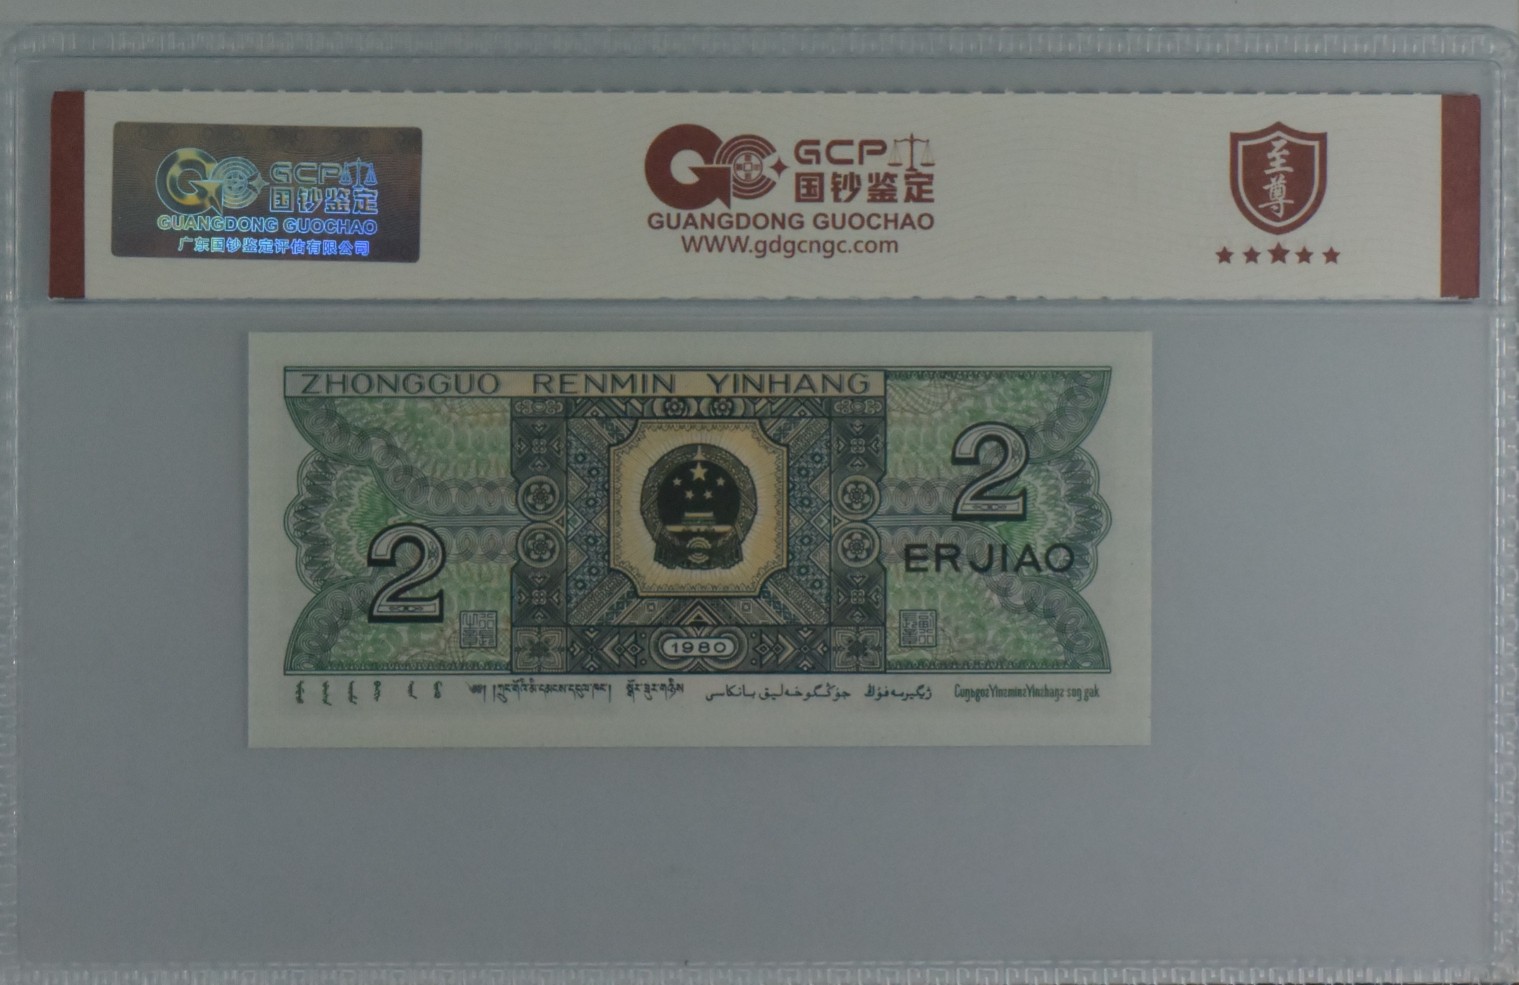 GCP
国钞鉴定
GUANGDONG GUOCHAO
广东国钞鉴定评估有限公司
GCP
国钞鉴定
GUANGDONG GUOCHAO
WWW.gdgcngc.com
至尊
ZHONGGUO RENMIN YINHANG
2
2
ERJIAO
1980
جۇڭگوخەلىق بانكاسى